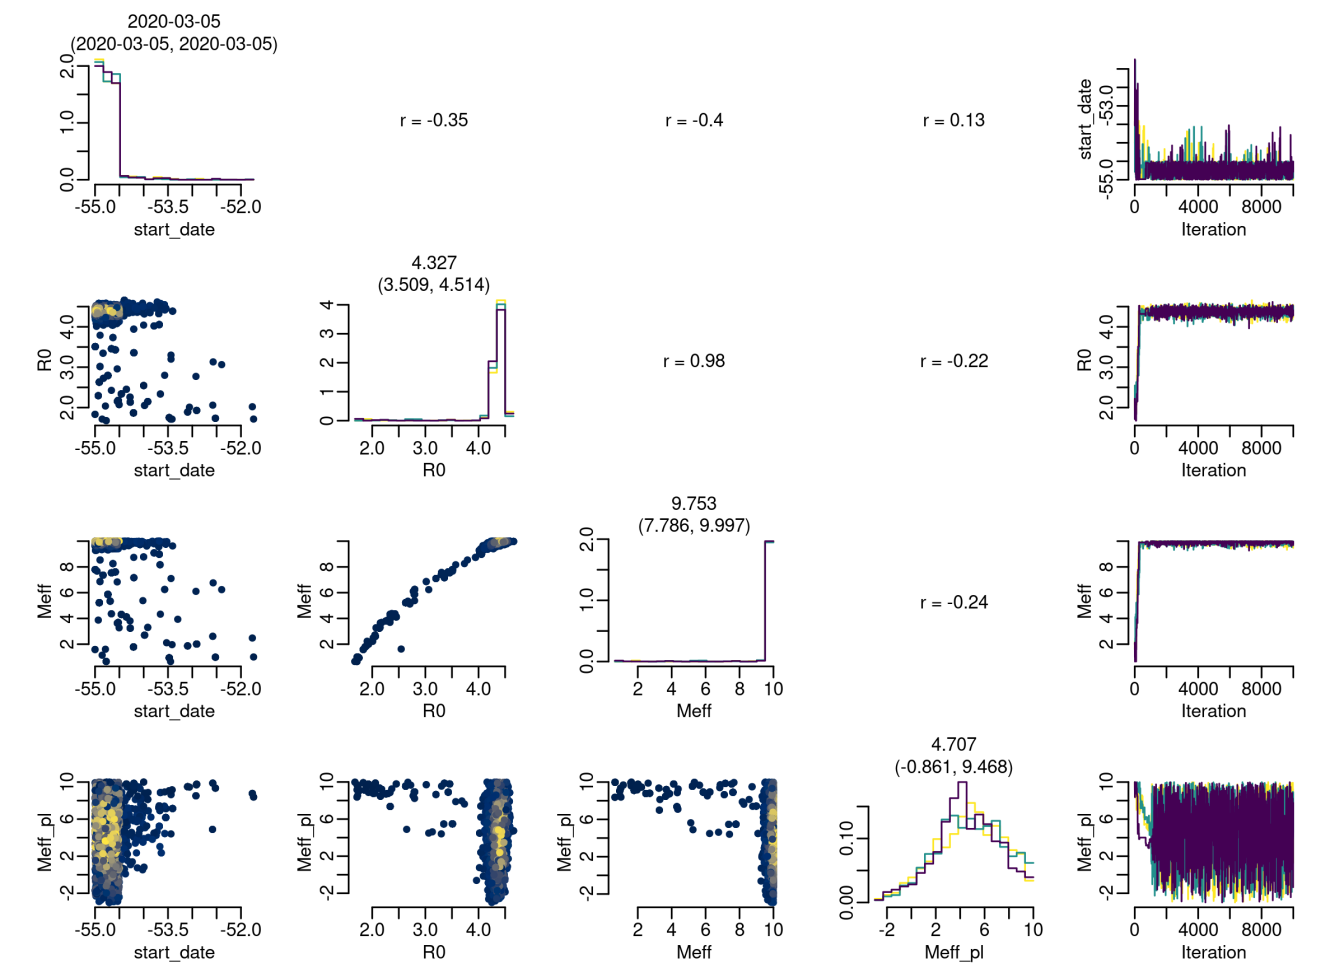 2020-03-05
(2020-03-05, 2020-03-05)
0.0 1.0 2.0
-55.0 -53.5 -52.0
start_date
r = -0.35
r = -0.4
r = 0.13
start_date
-55.0 -53.0
0 4000 8000
Iteration
R0
2.0 3.0 4.0
-55.0 -53.5 -52.0
start_date
4.327
(3.509, 4.514)
0 1 2 3 4
2.0 3.0 4.0
R0
r = 0.98
r = -0.22
R0
2.0 3.0 4.0
0 4000 8000
Iteration
Meff
2 4 6 8
-55.0 -53.5 -52.0
start_date
Meff
2 4 6 8
2.0 3.0 4.0
R0
9.753
(7.786, 9.997)
0.0 1.0 2.0
2 4 6 8 10
Meff
r = -0.24
Meff
2 4 6 8
0 4000 8000
Iteration
Meff_pl
-2 2 6 10
-55.0 -53.5 -52.0
start_date
Meff_pl
-2 2 6 10
2.0 3.0 4.0
R0
Meff_pl
-2 2 6 10
2 4 6 8 10
Meff
4.707
(-0.861, 9.468)
0.00 0.10
-2 2 6 10
Meff_pl
Meff_pl
-2 2 6 10
0 4000 8000
Iteration